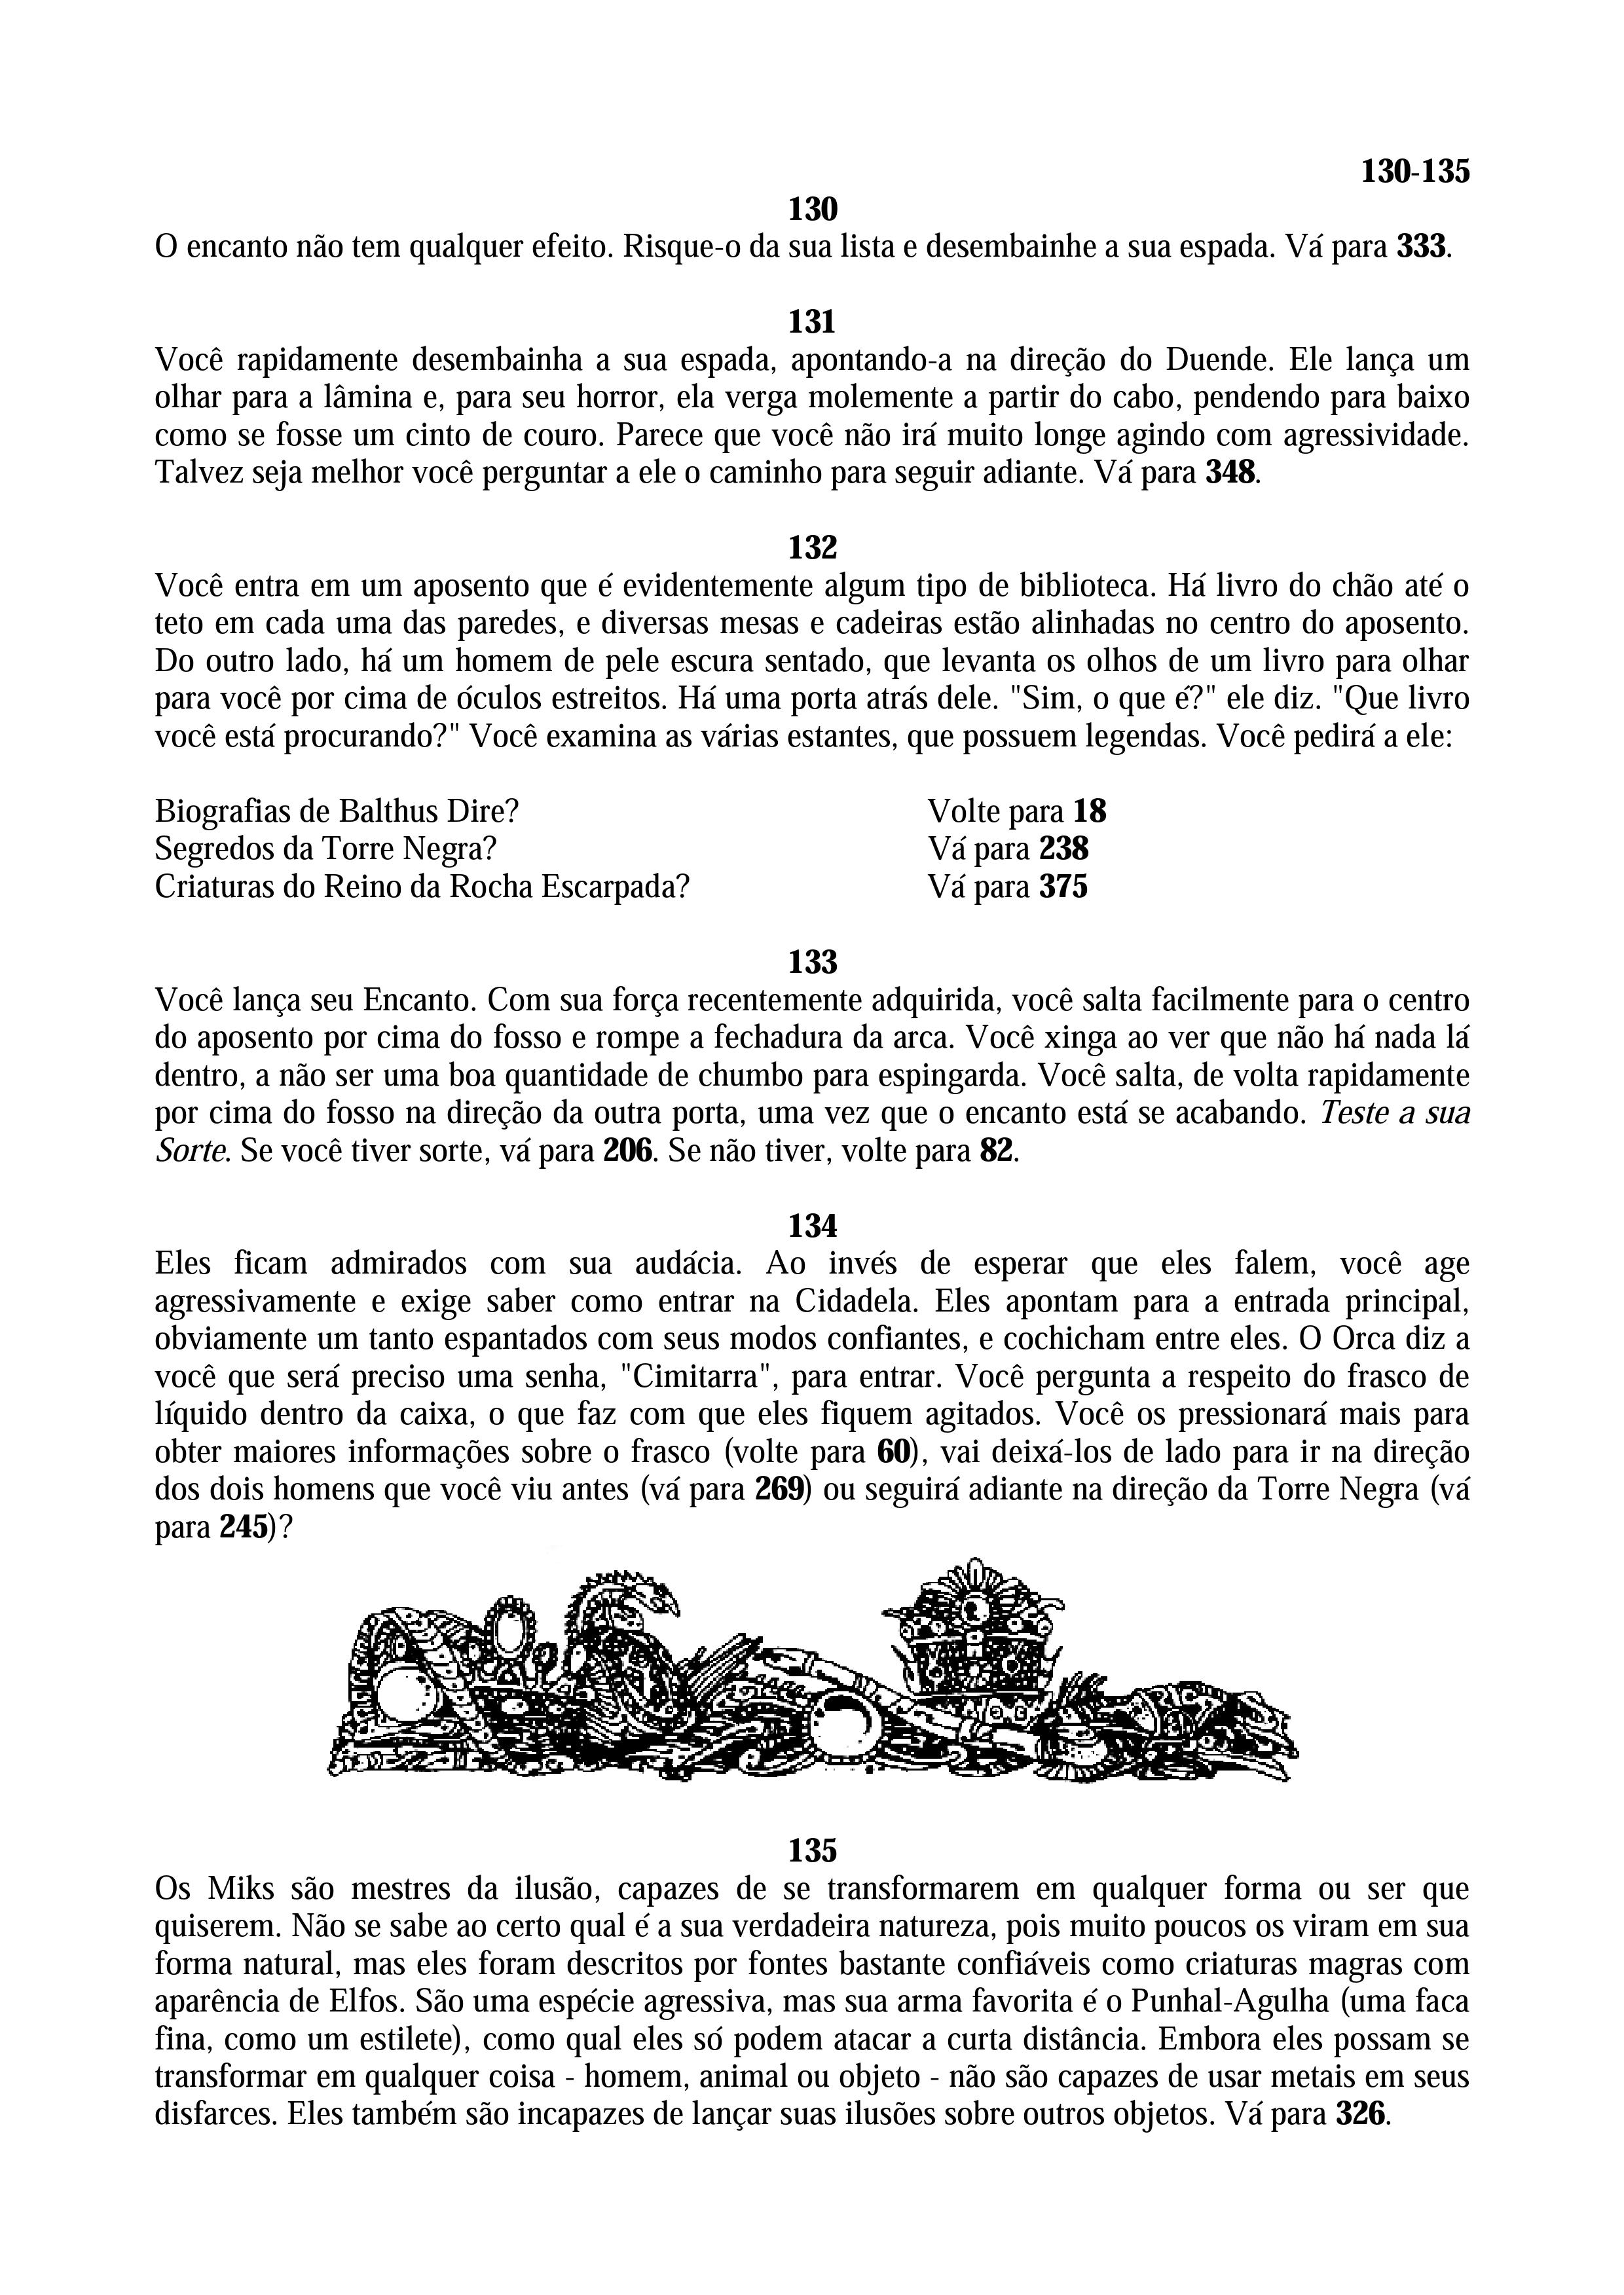 130-135
130
O encanto não tem qualquer efeito. Risque-o da sua lista e desembainhe a sua espada. Vá para 333.
131
Você rapidamente desembainha a sua espada, apontando-a na direção do Duende. Ele lança um
olhar para a lâmina e, para seu horror, ela verga molemente a partir do cabo, pendendo para baixo
como se fosse um cinto de couro. Parece que você não irá muito longe agindo com agressividade.
Talvez seja melhor você perguntar a ele o caminho para seguir adiante. Vá para 348.
132
Você entra em um aposento que é evidentemente algum tipo de biblioteca. Há livro do chão até o
teto em cada uma das paredes, e diversas mesas e cadeiras estão alinhadas no centro do aposento.
Do outro lado, há um homem de pele escura sentado, que levanta os olhos de um livro para olhar
para você por cima de óculos estreitos. Há uma porta atrás dele. "Sim, o que é?" ele diz. "Que livro
você está procurando?" Você examina as várias estantes, que possuem legendas. Você pedirá a ele:
Biografias de Balthus Dire? Volte para 18
Segredos da Torre Negra? Vá para 238
Criaturas do Reino da Rocha Escarpada? Vá para 375
133
Você lança seu Encanto. Com sua força recentemente adquirida, você salta facilmente para o centro
do aposento por cima do fosso e rompe a fechadura da arca. Você xinga ao ver que não há nada lá
dentro, a não ser uma boa quantidade de chumbo para espingarda. Você salta, de volta rapidamente
por cima do fosso na direção da outra porta, uma vez que o encanto está se acabando. Teste a sua
Sorte. Se você tiver sorte, vá para 206. Se não tiver, volte para 82.
134
Eles ficam admirados com sua audácia. Ao invés de esperar que eles falem, você age
agressivamente e exige saber como entrar na Cidadela. Eles apontam para a entrada principal,
obviamente um tanto espantados com seus modos confiantes, e cochicham entre eles. O Orca diz a
você que será preciso uma senha, "Cimitarra", para entrar. Você pergunta a respeito do frasco de
líquido dentro da caixa, o que faz com que eles fiquem agitados. Você os pressionará mais para
obter maiores informações sobre o frasco (volte para 60), vai deixá-los de lado para ir na direção
dos dois homens que você viu antes (vá para 269) ou seguirá adiante na direção da Torre Negra (vá
para 245)?
135
Os Miks são mestres da ilusão, capazes de se transformarem em qualquer forma ou ser que
quiserem. Não se sabe ao certo qual é a sua verdadeira natureza, pois muito poucos os viram em sua
forma natural, mas eles foram descritos por fontes bastante confiáveis como criaturas magras com
aparência de Elfos. São uma espécie agressiva, mas sua arma favorita é o Punhal-Agulha (uma faca
fina, como um estilete), como qual eles só podem atacar a curta distância. Embora eles possam se
transformar em qualquer coisa - homem, animal ou objeto - não são capazes de usar metais em seus
disfarces. Eles também são incapazes de lançar suas ilusões sobre outros objetos. Vá para 326.